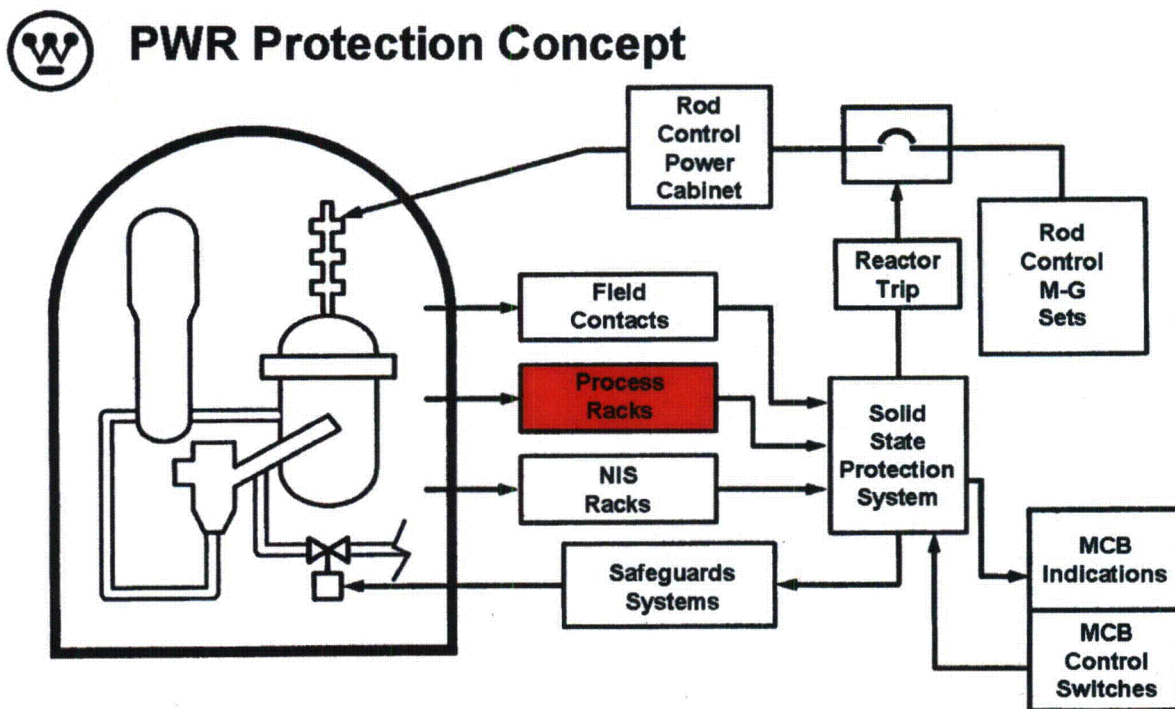 PWR Protection Concept
Rod
Control
Power
Cabinet
Reactor
Trip
Rod
Control
M-G
Sets
Field
Contacts
Process
Racks
NIS
Racks
Safeguards
Systems
Solid
State
Protection
System
MCB
Indications
MCB
Control
Switches